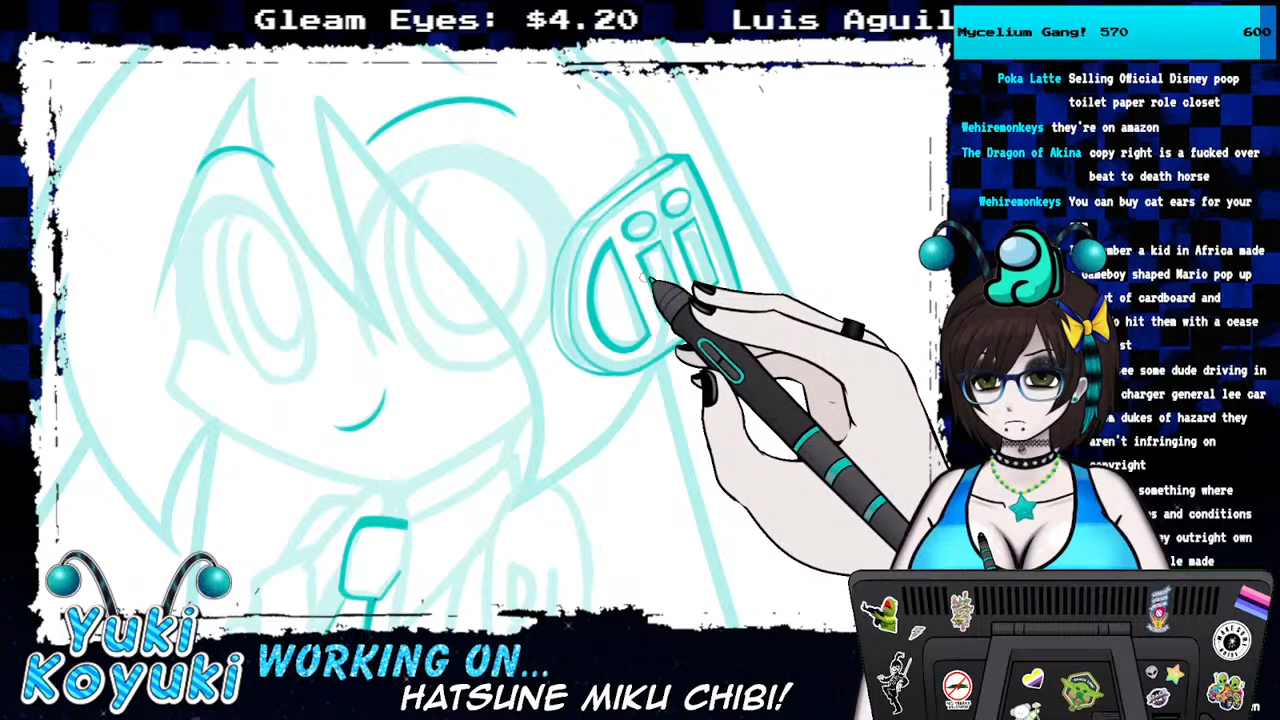 Gleam Eyes: $4.20 Luis Aguil
Mycelium Gang! 570 600
Poka Latte Selling Official Disney poop
toilet paper role closet
Wehiremonkeys they're on amazon
The Dragon of Akina copy right is a fucked over
beat to death horse
Wehiremonkeys You can buy cat ears for your
ember a kid in Africa made
ameboy shaped Mario pop up
t of cardboard and
o hit them with a cease
st
ee some dude driving in
charger general lee car
dukes of hazard they
aren't infringing on
opyright
something where
s and conditions
y outright own
le made
Yuki
Koyuki
WORKING ON...
HATSUNE MIKU CHIBI!